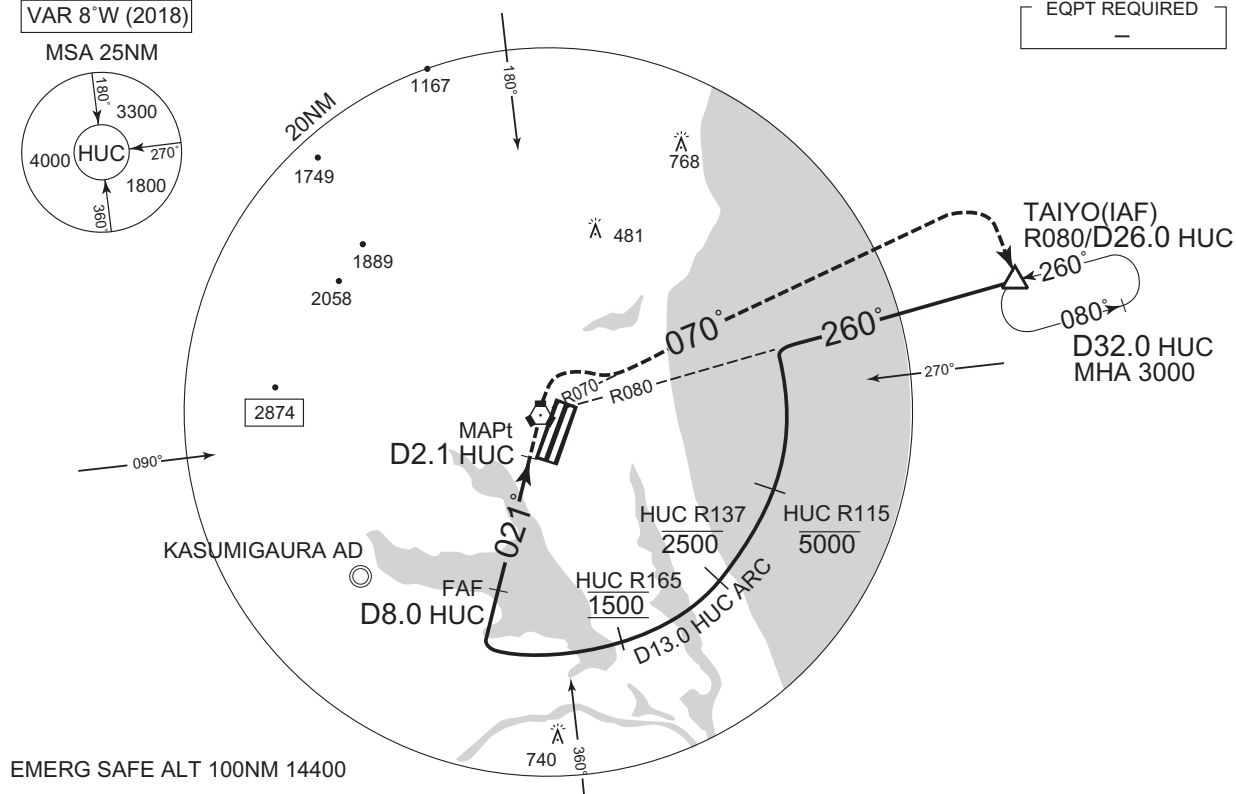 VAR 8°W (2018)
MSA 25NM
180°
3300
HUC
4000
270°
1800
360°
EQPT REQUIRED
–
20NM
1167
180°
1749
768
481
1889
2058
TAIYO(IAF)
R080/D26.0 HUC
260°
080°
D32.0 HUC
MHA 3000
070°
260°
R070
R080
270°
2874
MAPt
D2.1 HUC
090°
021°
HUC R137
2500
HUC R115
5000
KASUMIGAURA AD
FAF
D8.0 HUC
HUC R165
1500
D13.0 HUC ARC
740
360°
EMERG SAFE ALT 100NM 14400